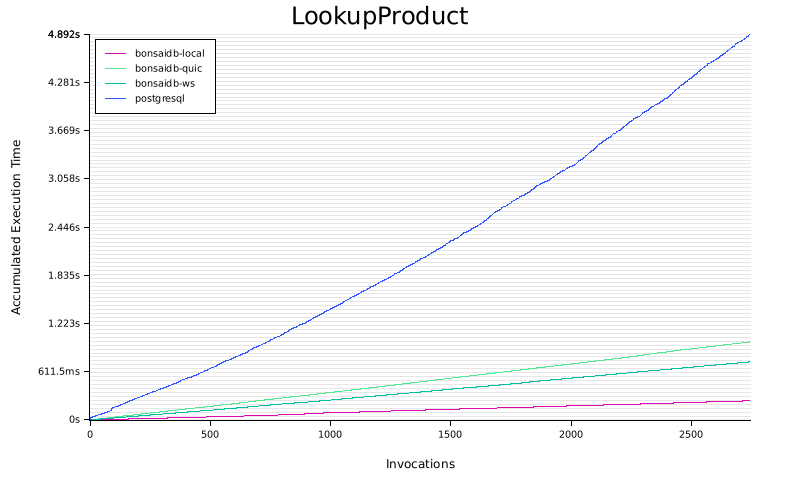 LookupProduct
4.892s
4.281s
3.669s
3.058s
2.446s
1.835s
1.223s
611.5ms
0s
Accumulated Execution Time
bonsaidb-local
bonsaidb-quic
bonsaidb-ws
postgresql
0
500
1000
1500
2000
2500
Invocations